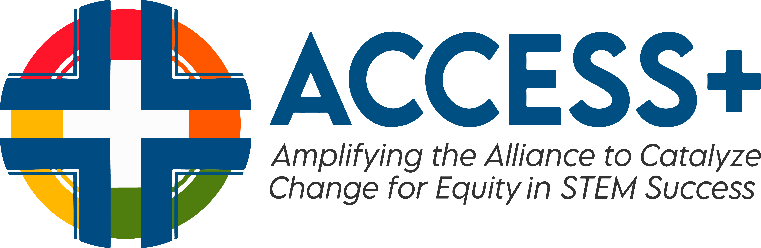 ACCESS+
Amplifying the Alliance to Catalyze
Change for Equity in STEM Success